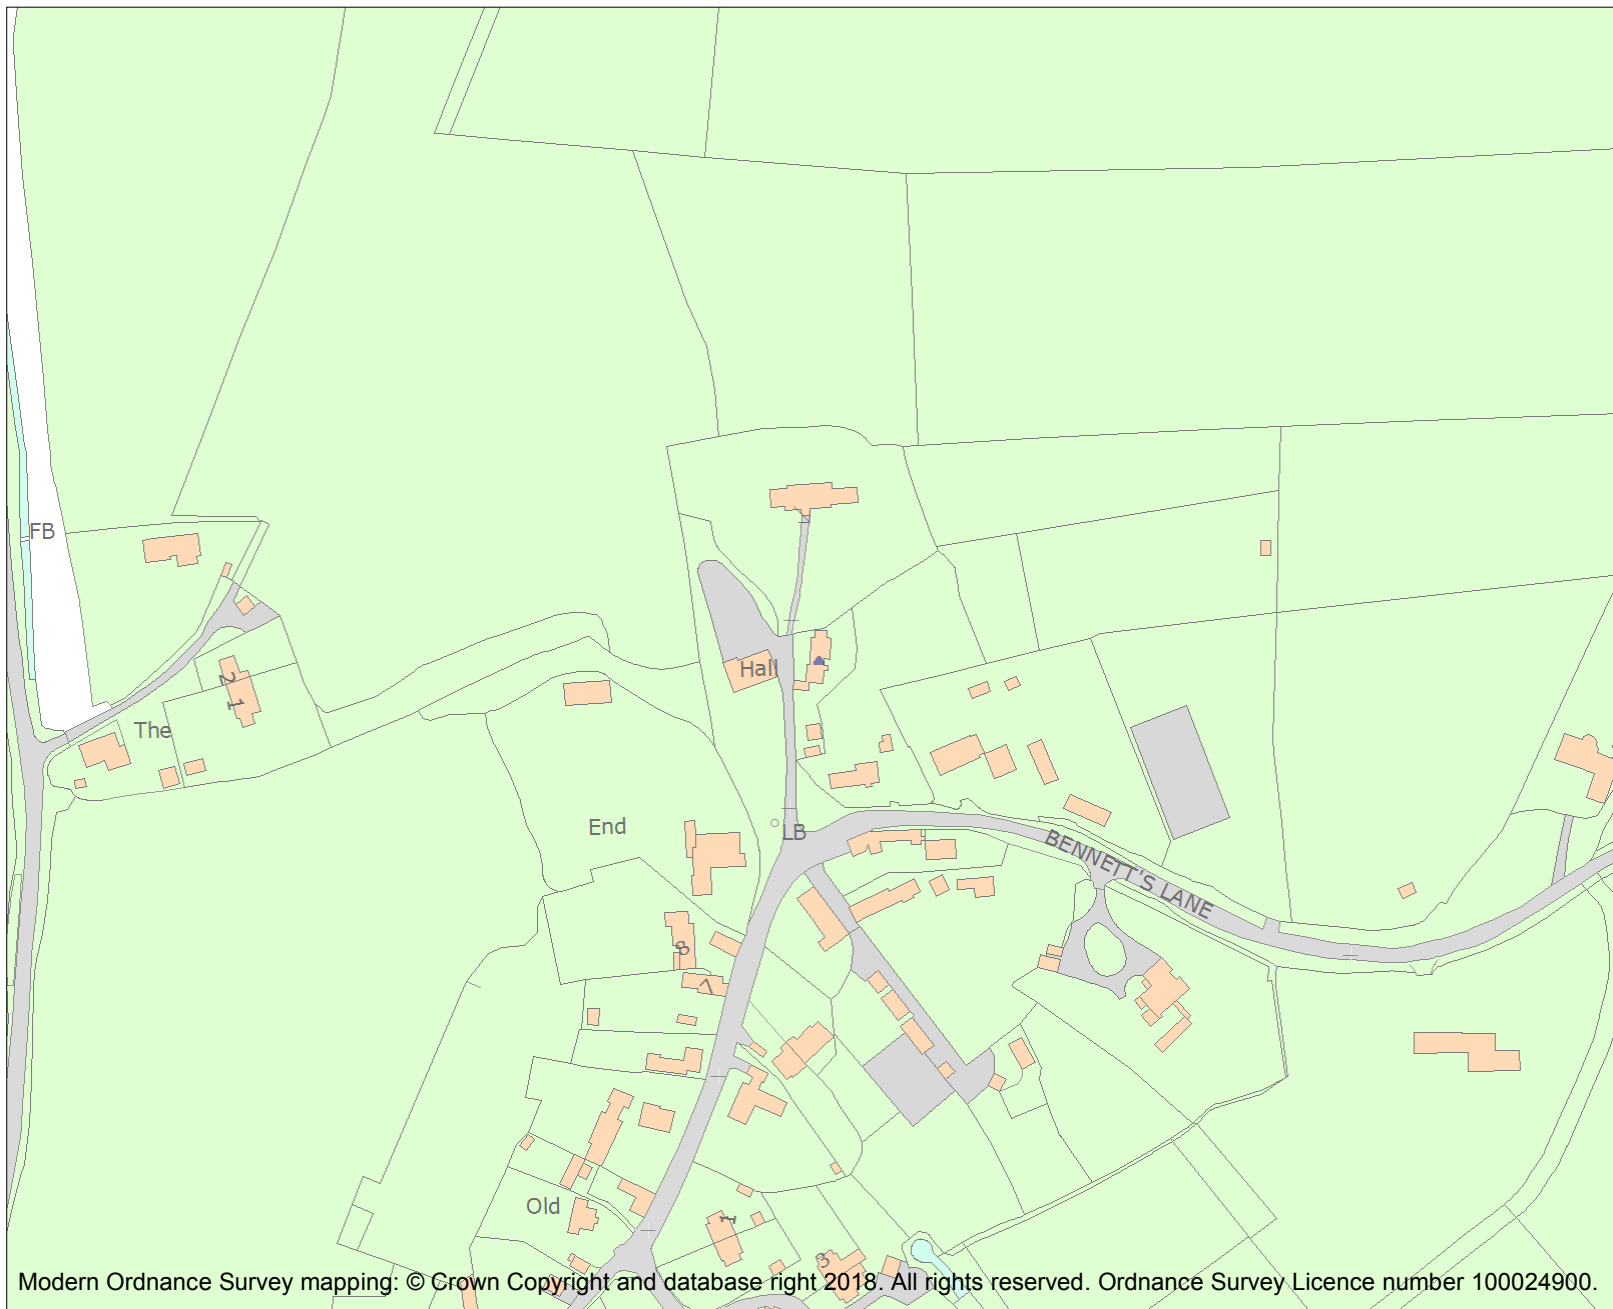 FB
Hall
2
1
The
End
LB
BENNETT'S LANE
8
7
Old
1
3
Modern Ordnance Survey mapping: © Crown Copyright and database right 2018. All rights reserved. Ordnance Survey Licence number 100024900.